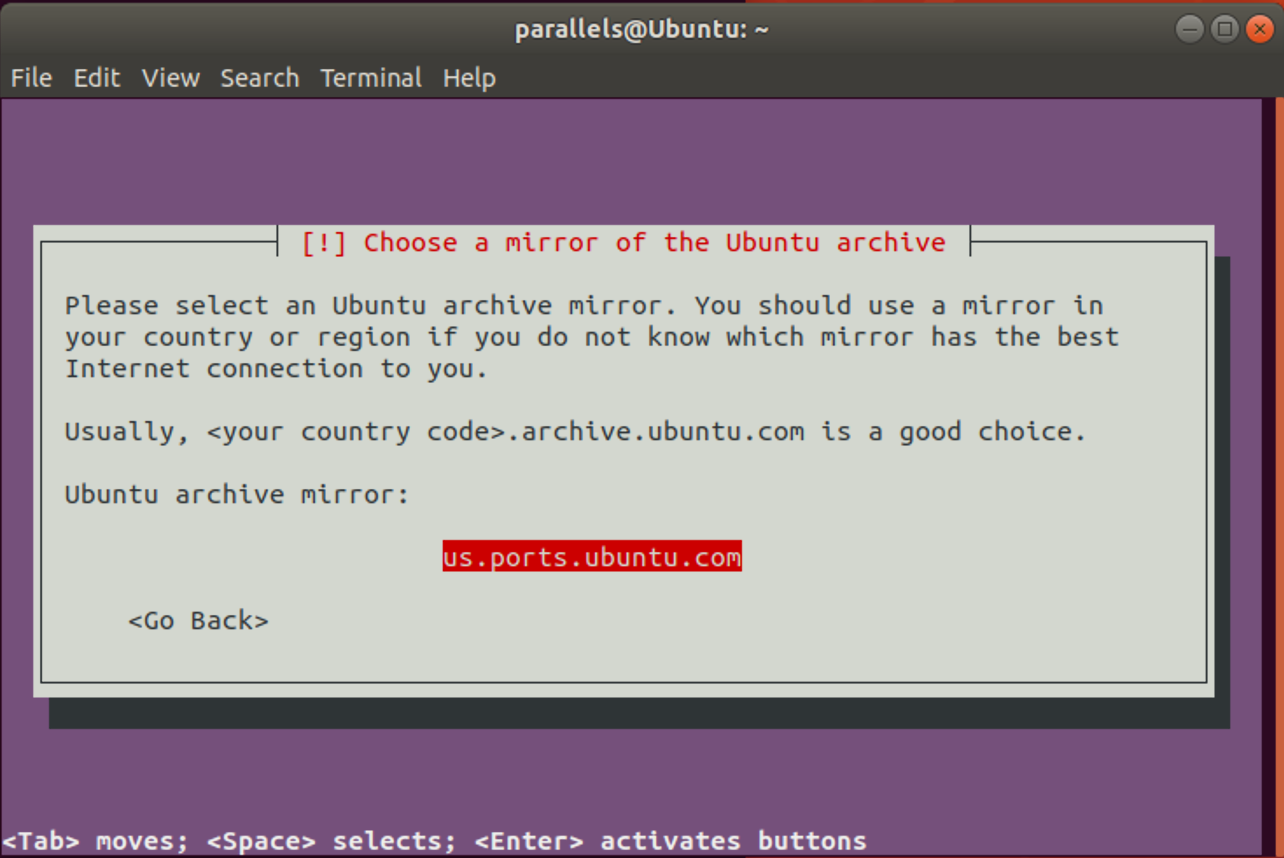 parallels@Ubuntu: ~
File Edit View Search Terminal Help
[!] Choose a mirror of the Ubuntu archive
Please select an Ubuntu archive mirror. You should use a mirror in
your country or region if you do not know which mirror has the best
Internet connection to you.
Usually, <your country code>.archive.ubuntu.com is a good choice.
Ubuntu archive mirror:
us.ports.ubuntu.com
<Go Back>
<Tab> moves; <Space> selects; <Enter> activates buttons